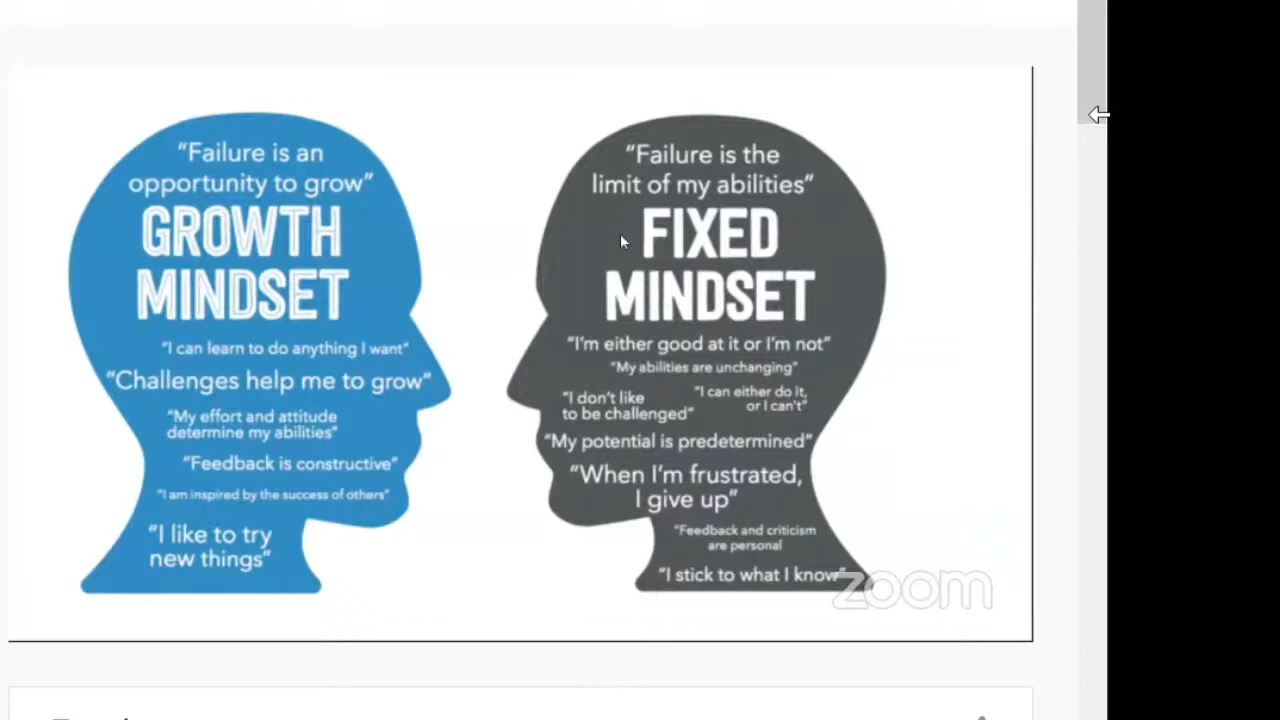 "Failure is an
opportunity to grow"
GROWTH
MINDSET
"I can learn to do anything I want"
"Challenges help me to grow"
"My effort and attitude
determine my abilities"
"Feedback is constructive"
"I am inspired by the success of others"
"I like to try
new things"
"Failure is the
limit of my abilities"
FIXED
MINDSET
"I'm either good at it or I'm not"
"My abilities are unchanging"
"I don't like
to be challenged"
"I can either do it,
or I can't"
"My potential is predetermined"
"When I'm frustrated,
I give up"
"Feedback and criticism
are personal
"I stick to what I know"
zoom